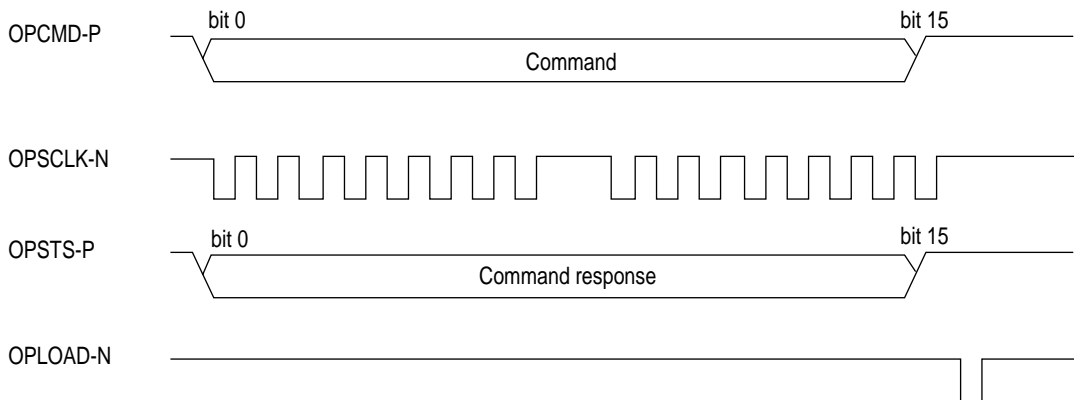 bit 0
bit 15
OPCMD-P
Command
OPSCLK-N
bit 0
bit 15
OPSTS-P
Command response
OPLOAD-N